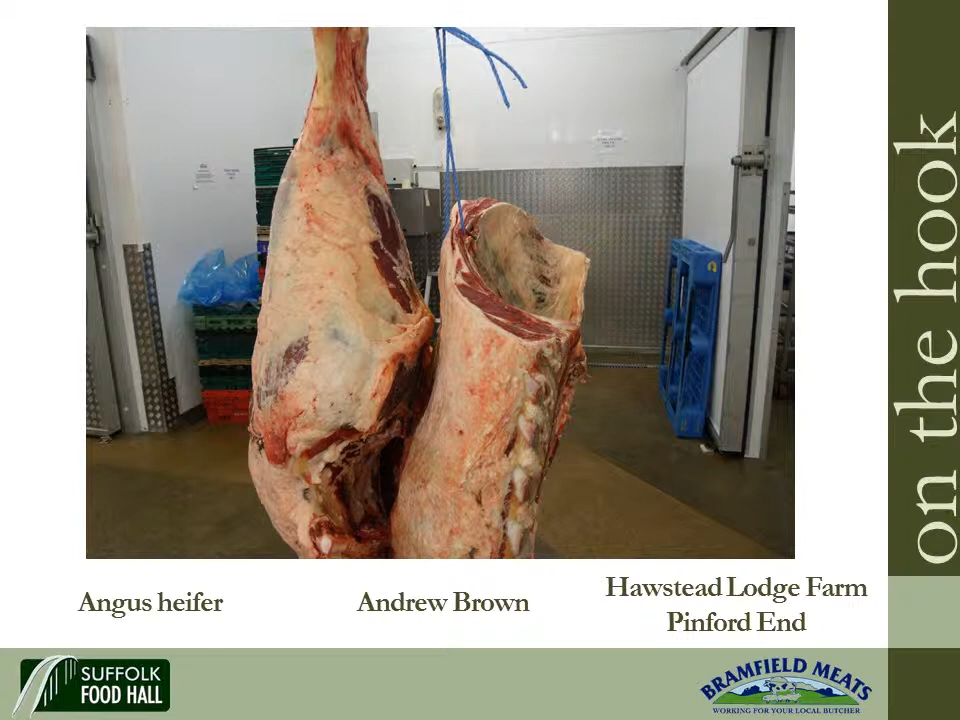 on the hook
Angus heifer
Andrew Brown
Hawstead Lodge Farm
Pinford End
SUFFOLK
FOOD HALL
BRAMFIELD MEATS
WORKING FOR YOUR LOCAL BUTCHER